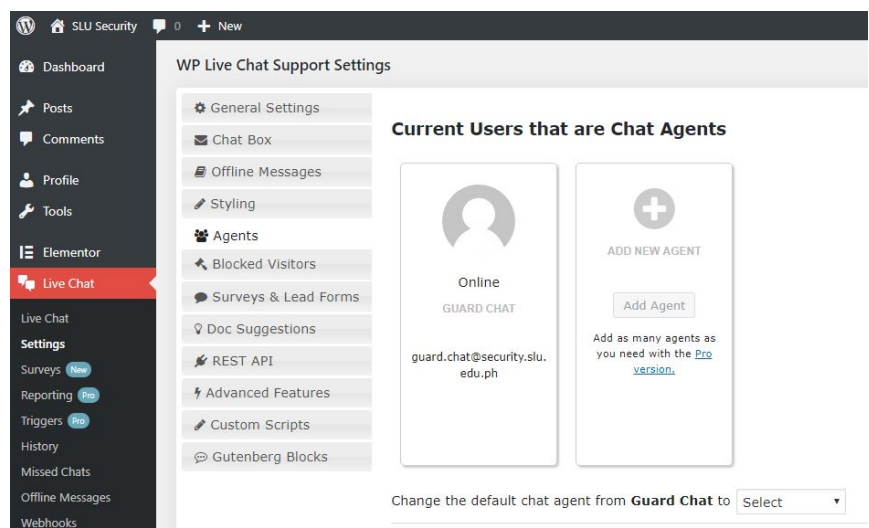 SLU Security 0 + New
Dashboard
Posts
Comments
Profile
Tools
Elementor
Live Chat
Live Chat
Settings
Surveys New
Reporting Pro
Triggers Pro
History
Missed Chats
Offline Messages
Webhooks
WP Live Chat Support Settings
General Settings
Chat Box
Offline Messages
Styling
Agents
Blocked Visitors
Surveys & Lead Forms
Doc Suggestions
REST API
Advanced Features
Custom Scripts
Gutenberg Blocks
Current Users that are Chat Agents
Online
GUARD CHAT
guard.chat@security.slu.
edu.ph
ADD NEW AGENT
Add Agent
Add as many agents as
you need with the Pro
version.
Change the default chat agent from Guard Chat to Select